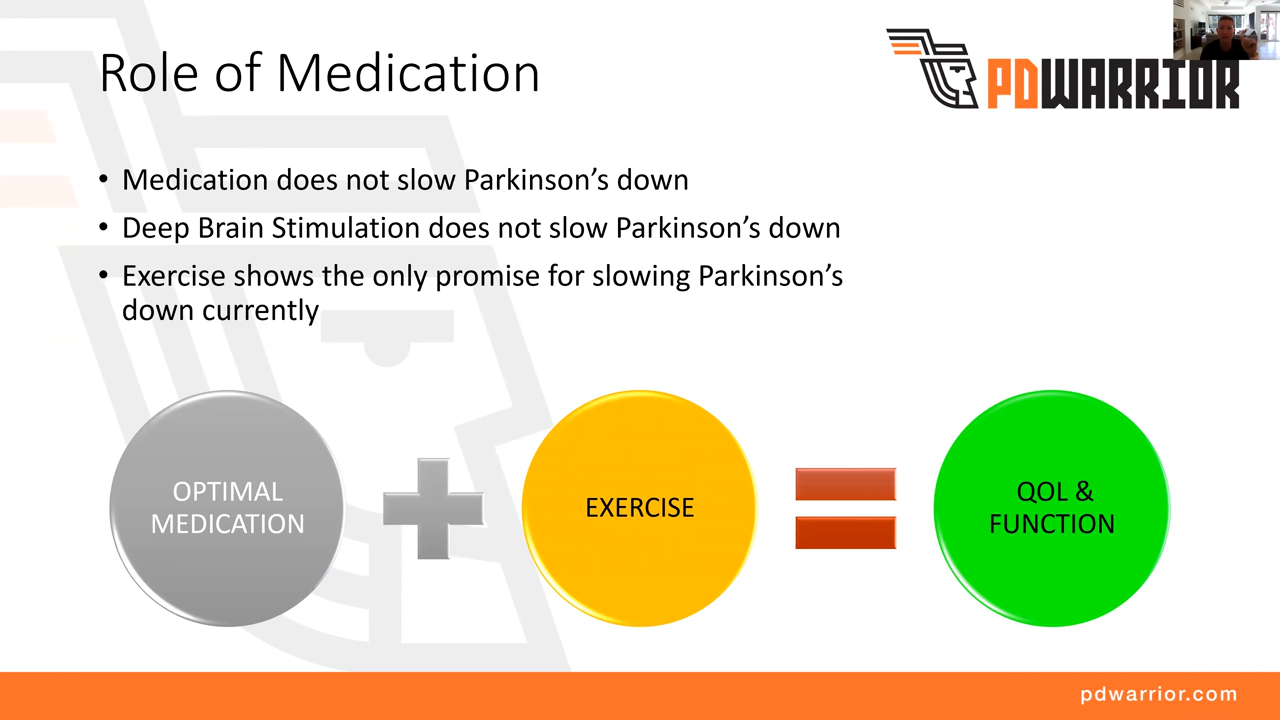 Role of Medication
PDWARRIOR
• Medication does not slow Parkinson’s down
• Deep Brain Stimulation does not slow Parkinson’s down
• Exercise shows the only promise for slowing Parkinson’s
down currently
OPTIMAL
MEDICATION
EXERCISE
QOL &
FUNCTION
pdwarrior.com